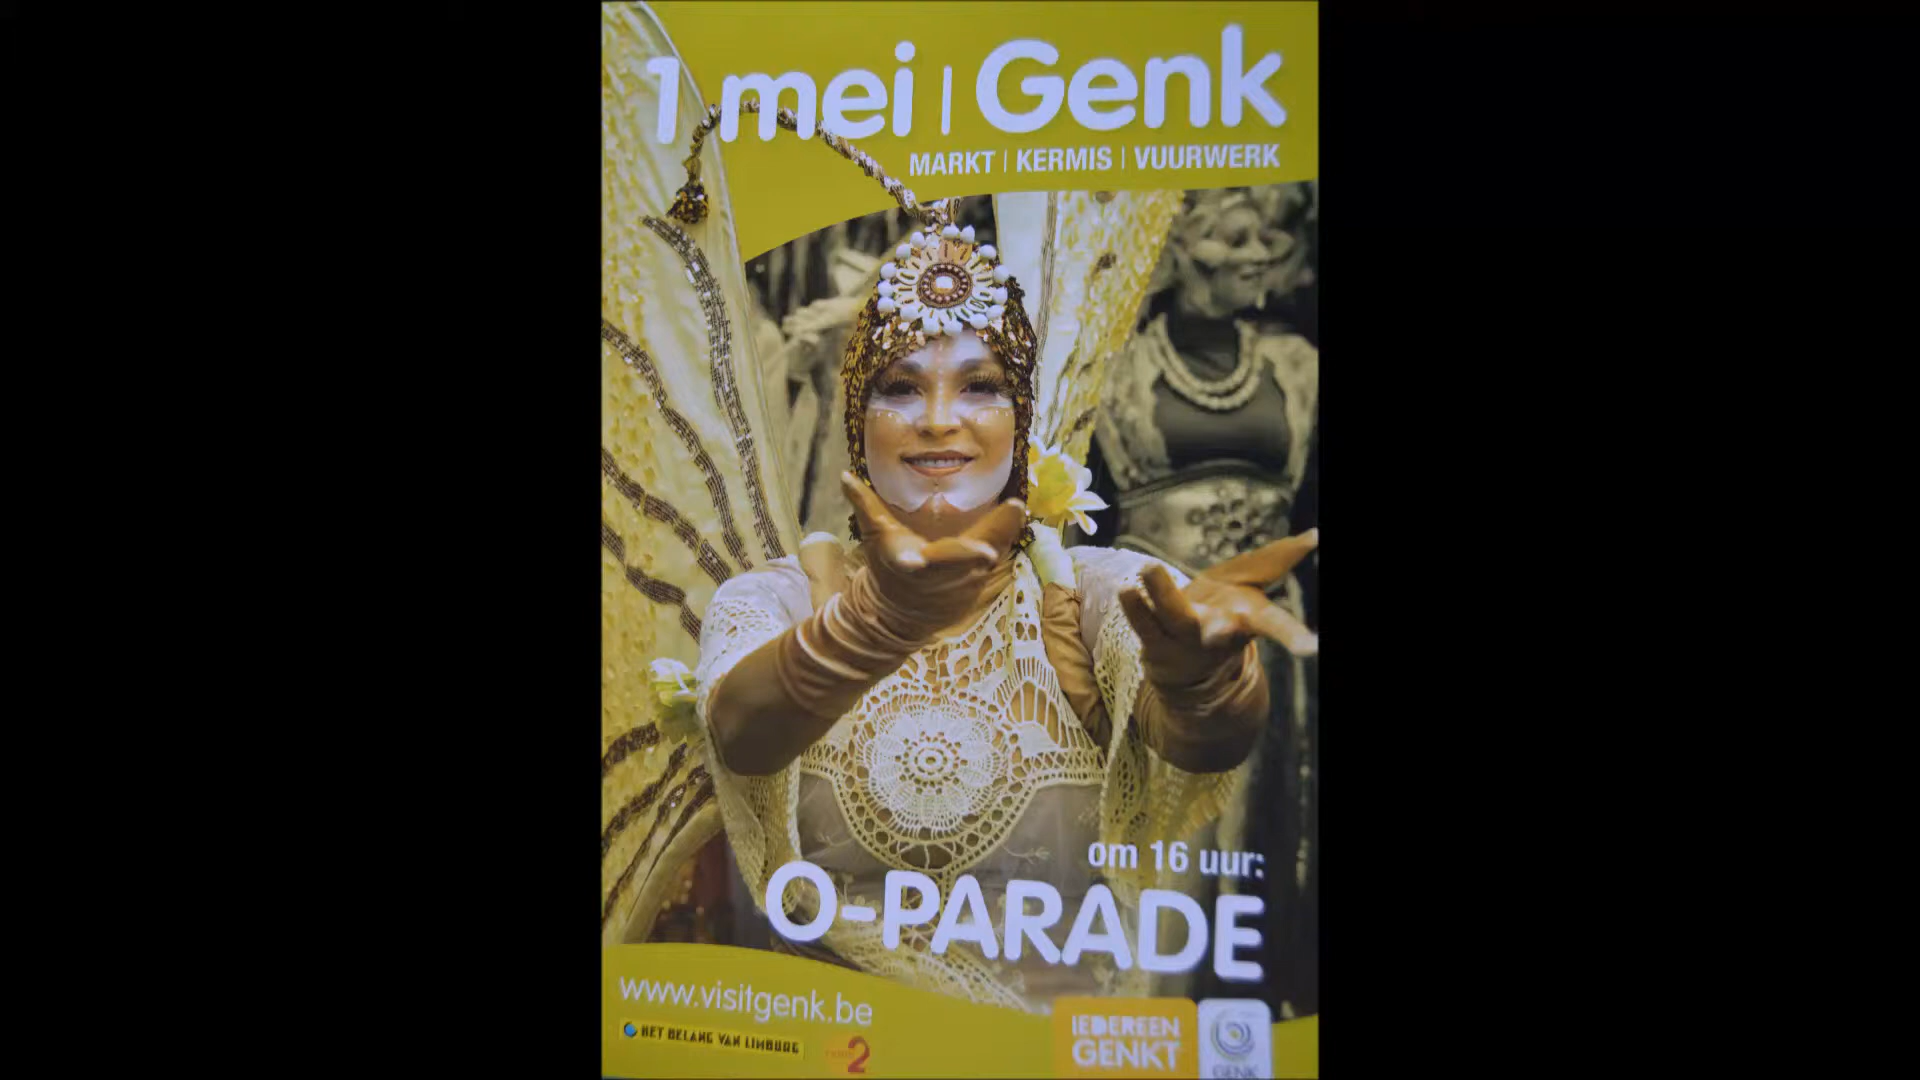 1 mei | Genk
MARKT | KERMIS | VUURWERK
om 16 uur:
O-PARADE
www.visitgenk.be
HET BELANG VAN LIMBURG
2
IEDEREEN
GENKT
GENK